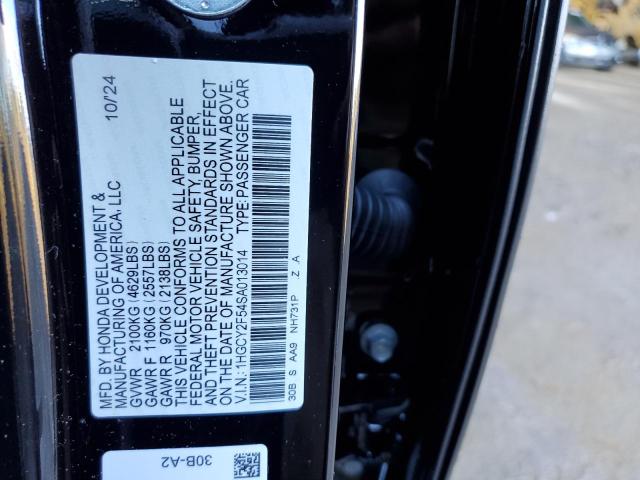 MFD. BY HONDA DEVELOPMENT & 10/24
MANUFACTURING OF AMERICA, LLC
GVWR 2100KG (4629LBS)
GAWR F 1160KG (2557LBS)
GAWR R 970KG (2138LBS)
THIS VEHICLE CONFORMS TO ALL APPLICABLE
FEDERAL MOTOR VEHICLE SAFETY, BUMPER,
AND THEFT PREVENTION STANDARDS IN EFFECT
ON THE DATE OF MANUFACTURE SHOWN ABOVE.
V.I.N.: 1HGCY2F54SA013014 TYPE: PASSENGER CAR
30B S AA9 NH731P Z A
30B-A2